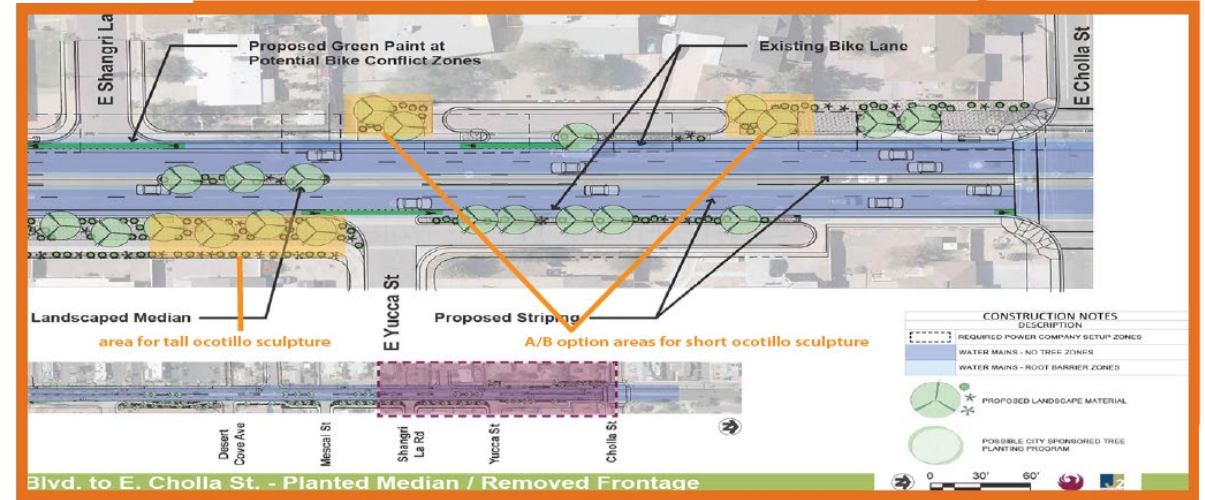 E Shangri La
Proposed Green Paint at
Potential Bike Conflict Zones
Existing Bike Lane
E Cholla St
Landscaped Median
E Yucca St
Proposed Striping
area for tall ocotillo sculpture
A/B option areas for short ocotillo sculpture
CONSTRUCTION NOTES
DESCRIPTION
REQUIRED POWER COMPANY SETUP ZONES
WATER MAINS - NO TREE ZONES
WATER MAINS - ROOT BARRIER ZONES
PROPOSED LANDSCAPE MATERIAL
POSSIBLE CITY SPONSORED TREE
PLANTING PROGRAM
Desert
Cove Ave
Mescal St
Shangri
La Rd
Yucca St
Cholla St
Blvd. to E. Cholla St. - Planted Median / Removed Frontage
0 30' 60'
J2